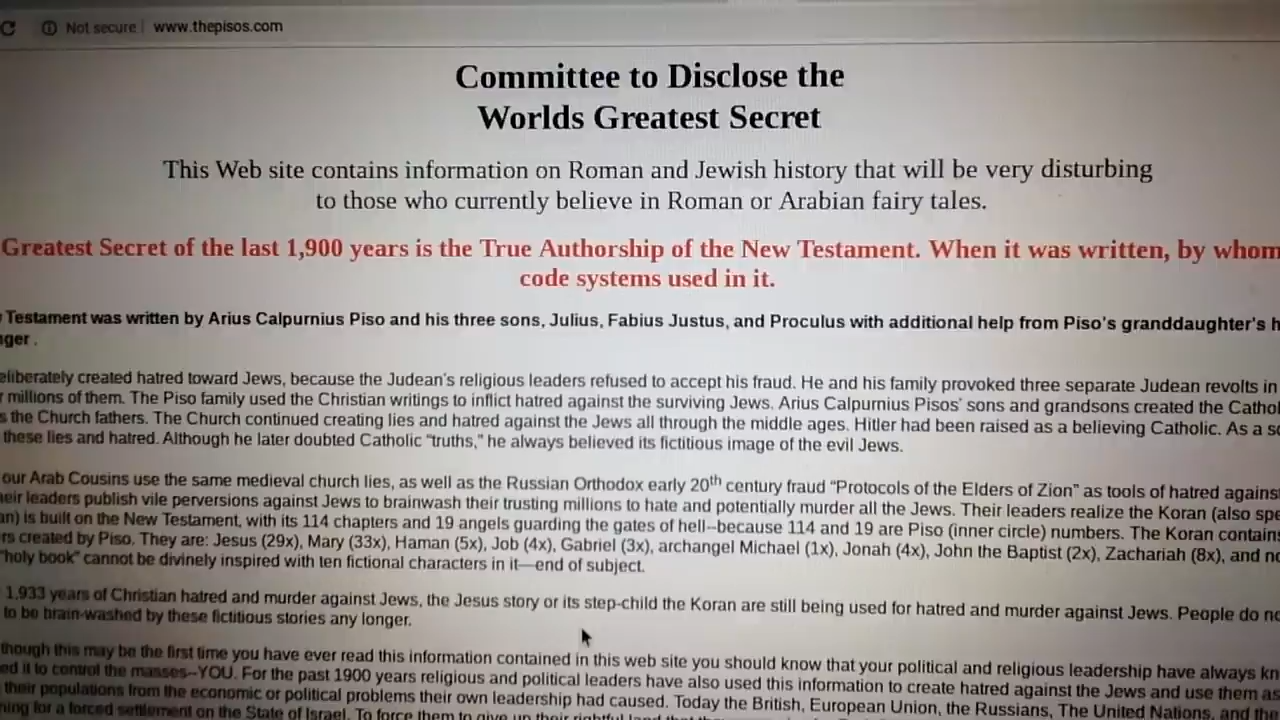 Not secure | www.thepisos.com
Committee to Disclose the
Worlds Greatest Secret
This Web site contains information on Roman and Jewish history that will be very disturbing
to those who currently believe in Roman or Arabian fairy tales.
Greatest Secret of the last 1,900 years is the True Authorship of the New Testament. When it was written, by whom
code systems used in it.
Testament was written by Arius Calpurnius Piso and his three sons, Julius, Fabius Justus, and Proculus with additional help from Piso's granddaughter's
.
eliberately created hatred toward Jews, because the Judean's religious leaders refused to accept his fraud. He and his family provoked three separate Judean revolts in
millions of them. The Piso family used the Christian writings to inflict hatred against the surviving Jews. Arius Calpurnius Pisos' sons and grandsons created the Cathol
s the Church fathers. The Church continued creating lies and hatred against the Jews all through the middle ages. Hitler had been raised as a believing Catholic. As a
these lies and hatred. Although he later doubted Catholic "truths," he always believed its fictitious image of the evil Jews.
our Arab Cousins use the same medieval church lies, as well as the Russian Orthodox early 20th century fraud "Protocols of the Elders of Zion" as tools of hatred against
eir leaders publish vile perversions against Jews to brainwash their trusting millions to hate and potentially murder all the Jews. Their leaders realize the Koran (also spe
an) is built on the New Testament, with its 114 chapters and 19 angels guarding the gates of hell--because 114 and 19 are Piso (inner circle) numbers. The Koran contains
rs created by Piso. They are: Jesus (29x), Mary (33x), Haman (5x), Job (4x), Gabriel (3x), archangel Michael (1x), Jonah (4x), John the Baptist (2x), Zachariah (8x), and
"holy book" cannot be divinely inspired with ten fictional characters in it—end of subject.
1,933 years of Christian hatred and murder against Jews, the Jesus story or its step-child the Koran are still being used for hatred and murder against Jews. People do
to be brain-washed by these fictitious stories any longer.
though this may be the first time you have ever read this information contained in this web site you should know that your political and religious leadership have always kn
ed it to control the masses--YOU. For the past 1900 years religious and political leaders have also used this information to create hatred against the Jews and use them as
their populations from the economic or political problems their own leadership had caused. Today the British, European Union, the Russians, The United Nations, and the
ning for a forced settlement on the State of Israel. To force them to give up their rightful land that